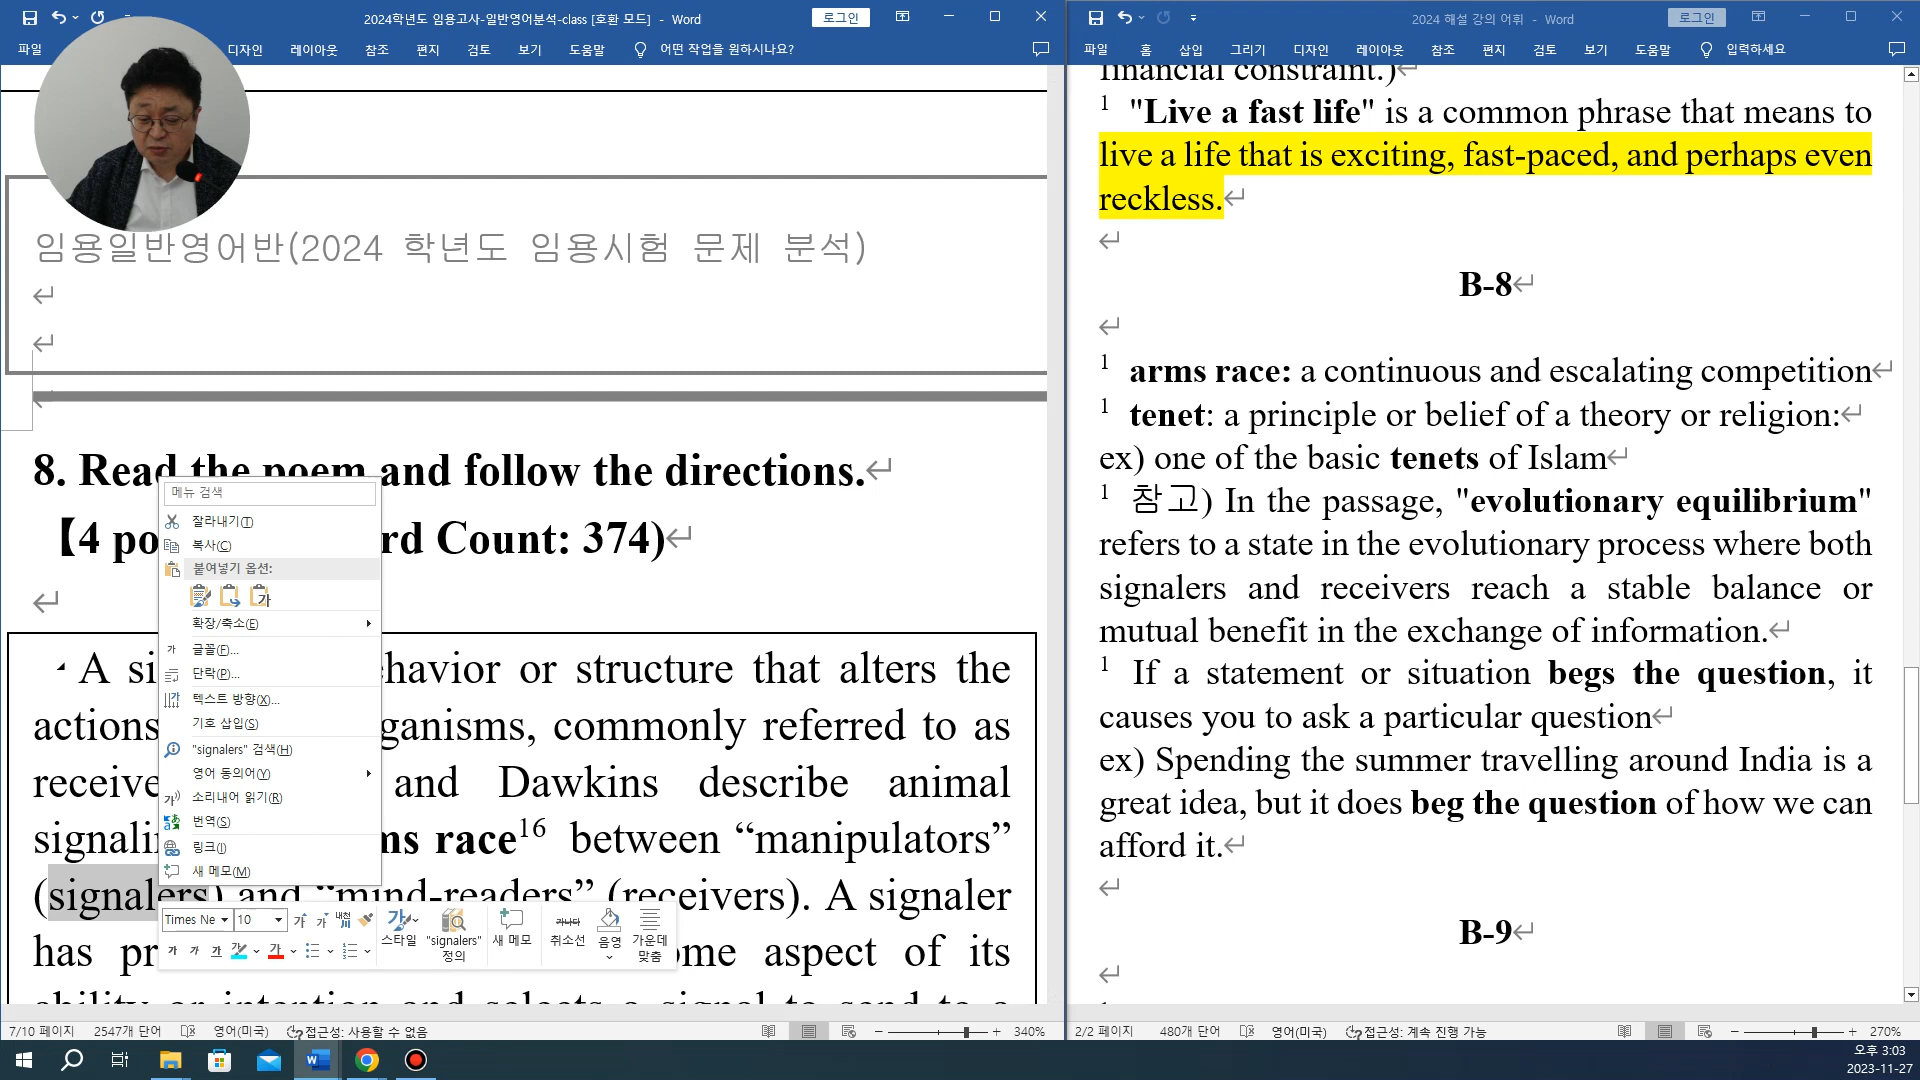 2024학년도 임용고사-일반영어분석-class [호환 모드] - Word
로그인
파일
디자인
레이아웃
참조
편지
검토
보기
도움말
어떤 작업을 원하시나요?
임용일반영어반(2024 학년도 임용시험 문제 분석)
8. Read the poem and follow the directions.
【4 po
rd Count: 374)
A si
havior or structure that alters the
actions
ganisms, commonly referred to as
receive
and Dawkins describe animal
signalin
ms race16 between “manipulators”
(signalers) and “mind-readers” (receivers). A signaler
has pr
ome aspect of its
ability or intention and selects a signal to send to a
메뉴 검색
잘라내기(T)
복사(C)
붙여넣기 옵션:
확장/축소(E)
글꼴(F)...
단락(P)...
텍스트 방향(X)...
기호 삽입(S)
"signalers" 검색(H)
영어 동의어(Y)
소리내어 읽기(R)
번역(S)
링크(I)
새 메모(M)
Times Ne
10
스타일
"signalers" 정의
새 메모
취소선
음영
가운데 맞춤
7/10 페이지
2547개 단어
영어(미국)
접근성: 사용할 수 없음
340%
2024 해설 강의 어휘 - Word
로그인
파일
홈
삽입
그리기
디자인
레이아웃
참조
편지
검토
보기
도움말
입력하세요
financial constraint.)
1 "Live a fast life" is a common phrase that means to
live a life that is exciting, fast-paced, and perhaps even
reckless.
B-8
1 arms race: a continuous and escalating competition
1 tenet: a principle or belief of a theory or religion:
ex) one of the basic tenets of Islam
1 참고) In the passage, "evolutionary equilibrium"
refers to a state in the evolutionary process where both
signalers and receivers reach a stable balance or
mutual benefit in the exchange of information.
1 If a statement or situation begs the question, it
causes you to ask a particular question
ex) Spending the summer travelling around India is a
great idea, but it does beg the question of how we can
afford it.
B-9
2/2 페이지
480개 단어
영어(미국)
접근성: 계속 진행 가능
270%
오후 3:03
2023-11-27